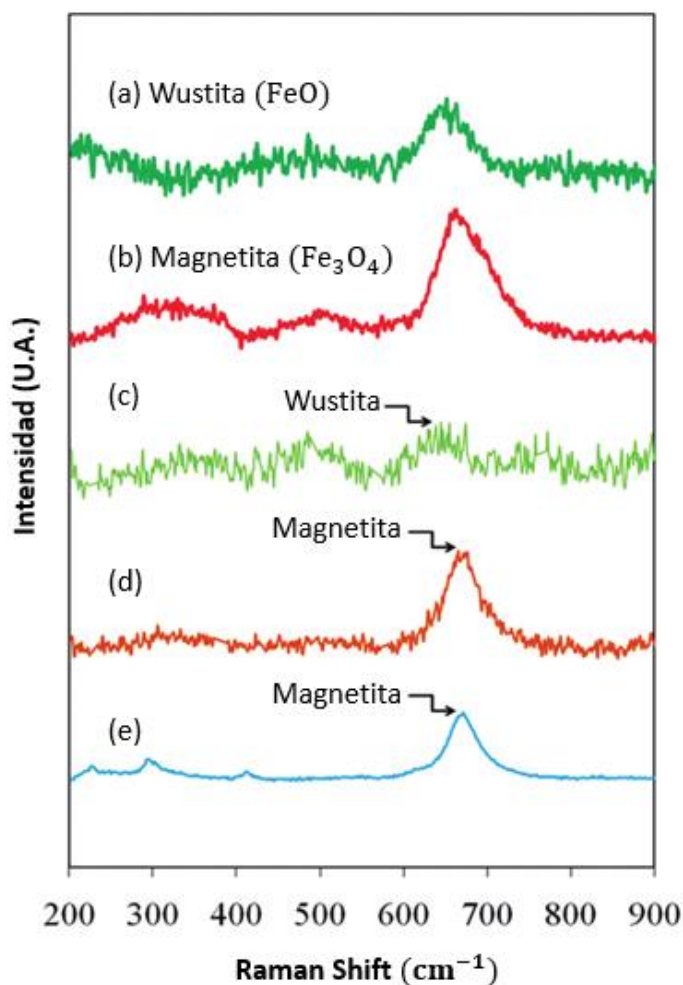 (a) Wustita (FeO)
(b) Magnetita (Fe₃O₄)
(c)
Wustita
Magnetita
(d)
Magnetita
(e)
Intensidad (U.A.)
200 300 400 500 600 700 800 900
Raman Shift (cm⁻¹)